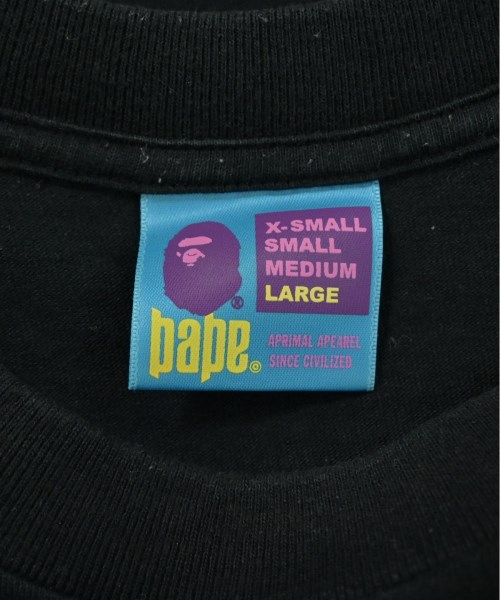 X-SMALL
SMALL
MEDIUM
LARGE
®
bape.®
APRIMAL APEAREL
SINCE CIVILIZED